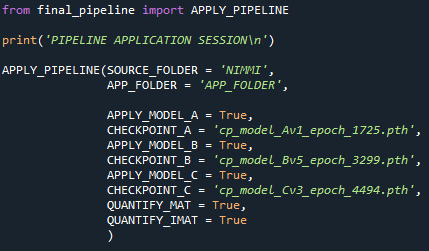 from final_pipeline import APPLY_PIPELINE
print('PIPELINE APPLICATION SESSION\n')
APPLY_PIPELINE(SOURCE_FOLDER = 'NIMMI',
APP_FOLDER = 'APP_FOLDER',
APPLY_MODEL_A = True,
CHECKPOINT_A = 'cp_model_Av1_epoch_1725.pth',
APPLY_MODEL_B = True,
CHECKPOINT_B = 'cp_model_Bv5_epoch_3299.pth',
APPLY_MODEL_C = True,
CHECKPOINT_C = 'cp_model_Cv3_epoch_4494.pth',
QUANTIFY_MAT = True,
QUANTIFY_IMAT = True
)